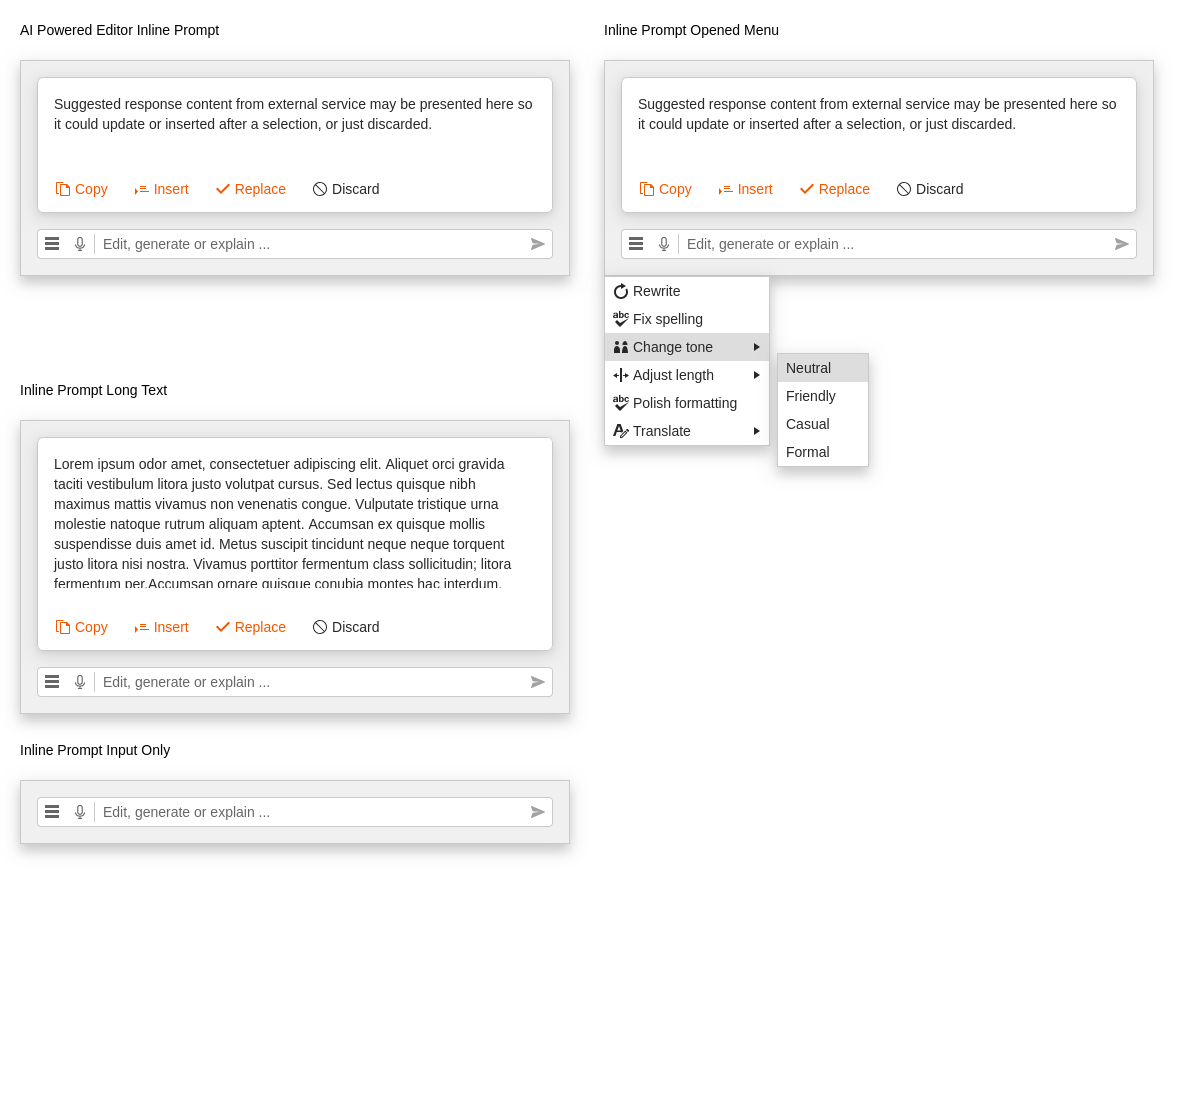 AI Powered Editor Inline Prompt
Suggested response content from external service may be presented here so
it could update or inserted after a selection, or just discarded.
Copy Insert Replace Discard
Edit, generate or explain ...
Inline Prompt Opened Menu
Suggested response content from external service may be presented here so
it could update or inserted after a selection, or just discarded.
Copy Insert Replace Discard
Edit, generate or explain ...
Rewrite
abc Fix spelling
Change tone
Adjust length
abc Polish formatting
A Translate
Neutral
Friendly
Casual
Formal
Inline Prompt Long Text
Lorem ipsum odor amet, consectetuer adipiscing elit. Aliquet orci gravida
taciti vestibulum litora justo volutpat cursus. Sed lectus quisque nibh
maximus mattis vivamus non venenatis congue. Vulputate tristique urna
molestie natoque rutrum aliquam aptent. Accumsan ex quisque mollis
suspendisse duis amet id. Metus suscipit tincidunt neque neque torquent
justo litora nisi nostra. Vivamus porttitor fermentum class sollicitudin; litora
fermentum per.Accumsan ornare quisque conubia montes hac interdum.
Copy Insert Replace Discard
Edit, generate or explain ...
Inline Prompt Input Only
Edit, generate or explain ...